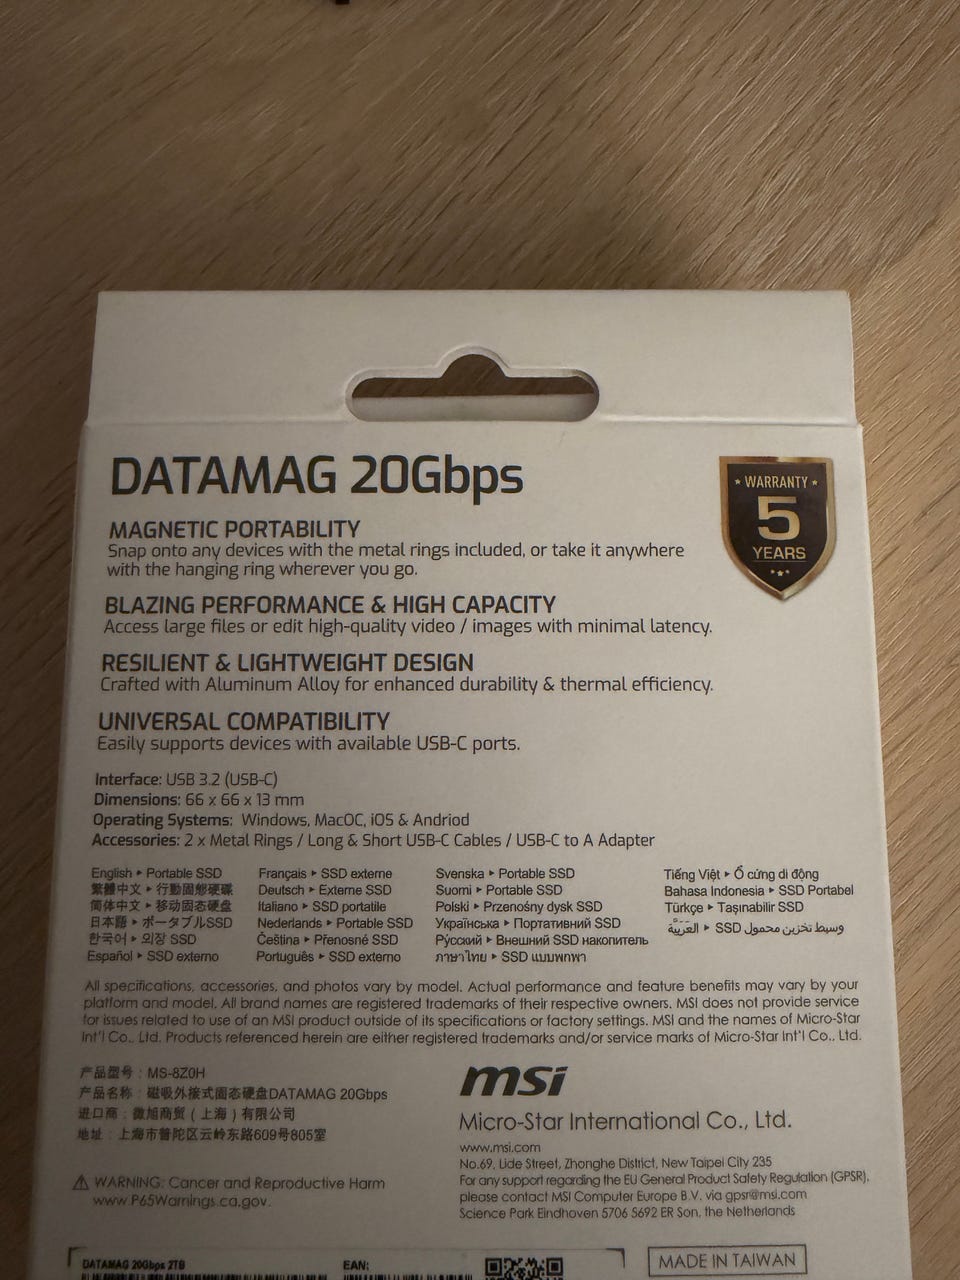 DATAMAG 20Gbps
★ WARRANTY ★
5
YEARS
MAGNETIC PORTABILITY
Snap onto any devices with the metal rings included, or take it anywhere
with the hanging ring wherever you go.
BLAZING PERFORMANCE & HIGH CAPACITY
Access large files or edit high-quality video / images with minimal latency.
RESILIENT & LIGHTWEIGHT DESIGN
Crafted with Aluminum Alloy for enhanced durability & thermal efficiency.
UNIVERSAL COMPATIBILITY
Easily supports devices with available USB-C ports.
Interface: USB 3.2 (USB-C)
Dimensions: 66 x 66 x 13 mm
Operating Systems: Windows, MacOC, iOS & Andriod
Accessories: 2 x Metal Rings / Long & Short USB-C Cables / USB-C to A Adapter
English ▸ Portable SSD
繁體中文 ▸ 行動固態硬碟
简体中文 ▸ 移动固态硬盘
日本語 ▸ ポータブルSSD
한국어 ▸ 외장 SSD
Español ▸ SSD externo
Français ▸ SSD externe
Deutsch ▸ Externe SSD
Italiano ▸ SSD portatile
Nederlands ▸ Portable SSD
Čeština ▸ Přenosné SSD
Português ▸ SSD externo
Svenska ▸ Portable SSD
Suomi ▸ Portable SSD
Polski ▸ Przenośny dysk SSD
Українська ▸ Портативний SSD
Ру́сский ▸ Внешний SSD накопитель
ภาษาไทย ▸ SSD แบบพกพา
Tiếng Việt ▸ Ổ cứng di động
Bahasa Indonesia ▸ SSD Portabel
Türkçe ▸ Taşınabilir SSD
العَرَبِيَّة ▸ SSD وسيط تخزين محمول
All specifications, accessories, and photos vary by model. Actual performance and feature benefits may vary by your
platform and model. All brand names are registered trademarks of their respective owners. MSI does not provide service
for issues related to use of an MSI product outside of its specifications or factory settings. MSI and the names of Micro-Star
Int'l Co., Ltd. Products referenced herein are either registered trademarks and/or service marks of Micro-Star Int'l Co., Ltd.
产品型号：MS-8Z0H
产品名称：磁吸外接式固态硬盘DATAMAG 20Gbps
进口商：微旭商贸（上海）有限公司
地址：上海市普陀区云岭东路609号805室
⚠ WARNING: Cancer and Reproductive Harm
www.P65Warnings.ca.gov.
msi
Micro-Star International Co., Ltd.
www.msi.com
No.69, Lide Street, Zhonghe District, New Taipei City 235
For any support regarding the EU General Product Safety Regulation (GPSR),
please contact MSI Computer Europe B.V. via gpsr@msi.com
Science Park Eindhoven 5706 5692 ER Son, the Netherlands
DATAMAG 20Gbps 2TB
EAN:
MADE IN TAIWAN